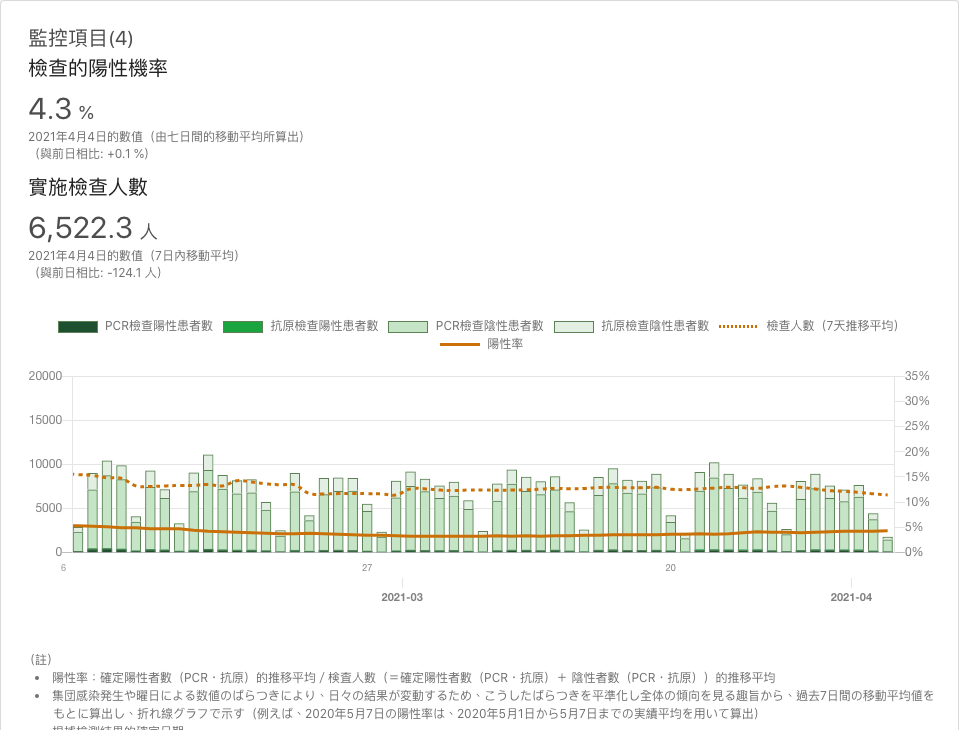 監控項目(4)
檢查的陽性機率
4.3 %
2021年4月4日的數值（由七日間的移動平均所算出）
（與前日相比: +0.1 %）
實施檢查人數
6,522.3 人
2021年4月4日的數值（7日內移動平均）
（與前日相比: -124.1 人）
PCR檢查陽性患者數 抗原檢查陽性患者數 PCR檢查陰性患者數 抗原檢查陰性患者數 檢查人數（7天推移平均）
陽性率
20000 35%
30%
15000 25%
20%
10000 15%
10%
5000 5%
0 0%
6 27 20
2021-03 2021-04
（註）
陽性率：確定陽性者數（PCR・抗原）的推移平均 / 検査人數（＝確定陽性者數（PCR・抗原）＋ 陰性者數（PCR・抗原））的推移平均
集団感染発生や曜日による数値のばらつきにより、日々の結果が変動するため、こうしたばらつきを平準化し全体の傾向を見る趣旨から、過去7日間の移動平均値を
もとに算出し、折れ線グラフで示す（例えば、2020年5月7日の陽性率は、2020年5月1日から5月7日までの実績平均を用いて算出）